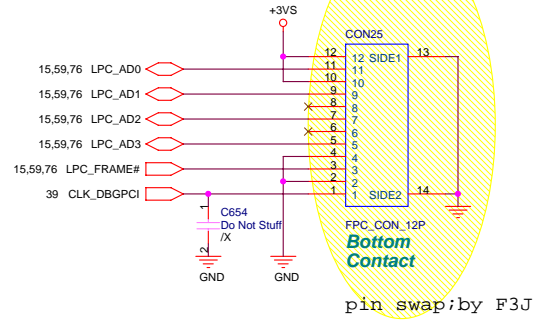 +3VS
CON25
12 12 SIDE1 13
15,59,76 LPC_AD0 11 11
10 10
15,59,76 LPC_AD1 9 9
8 8
15,59,76 LPC_AD2 7 7
6 6
15,59,76 LPC_AD3 5 5
4 4
15,59,76 LPC_FRAME# 3 3
2 2
39 CLK_DBGPCI 1 1 SIDE2 14
1 C654
Do Not Stuff
/X
2
GND
GND
FPC_CON_12P
Bottom
Contact
pin swap;by F3J